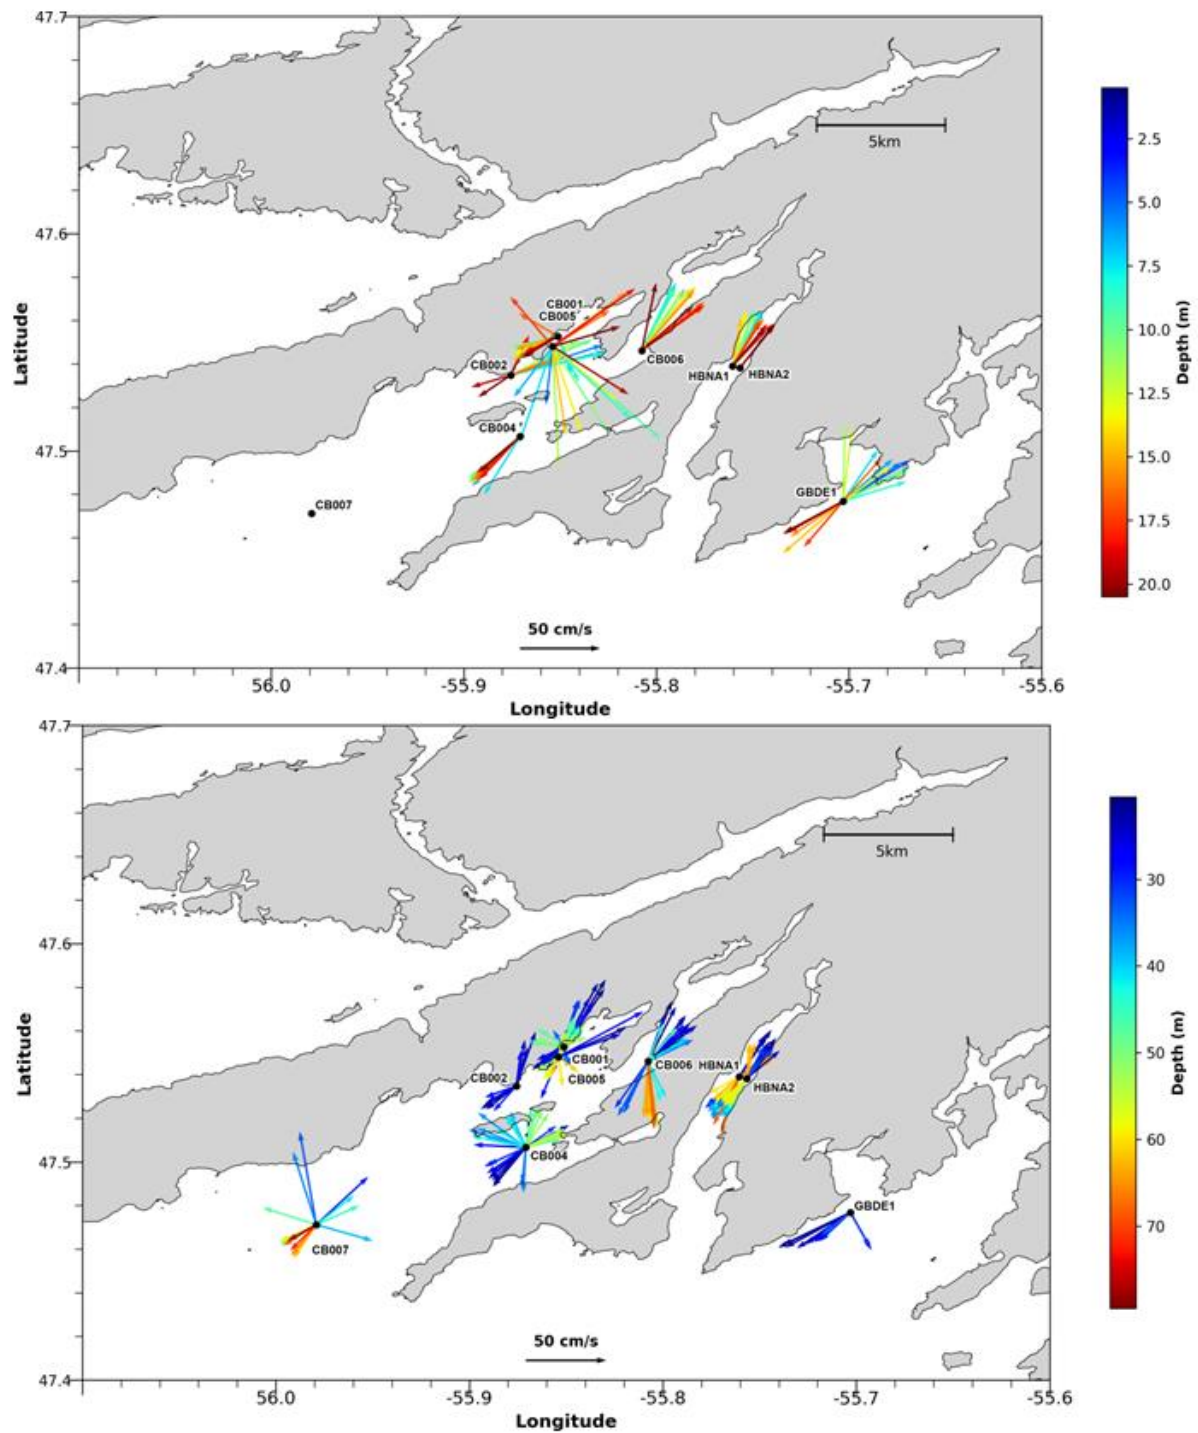 47.7
5km
2.5
5.0
7.5
10.0
12.5
15.0
17.5
20.0
Depth (m)
47.6
CB001
CB005
CB002
CB006
HBNA1
HBNA2
Latitude
47.5
CB004
GBDE1
CB007
50 cm/s
47.4
56.0
-55.9
-55.8
-55.7
-55.6
Longitude
47.7
5km
30
40
50
60
70
Depth (m)
47.6
CB001
CB002
CB005
CB006
HBNA1
HBNA2
Latitude
47.5
CB004
GBDE1
CB007
50 cm/s
47.4
56.0
-55.9
-55.8
-55.7
-55.6
Longitude